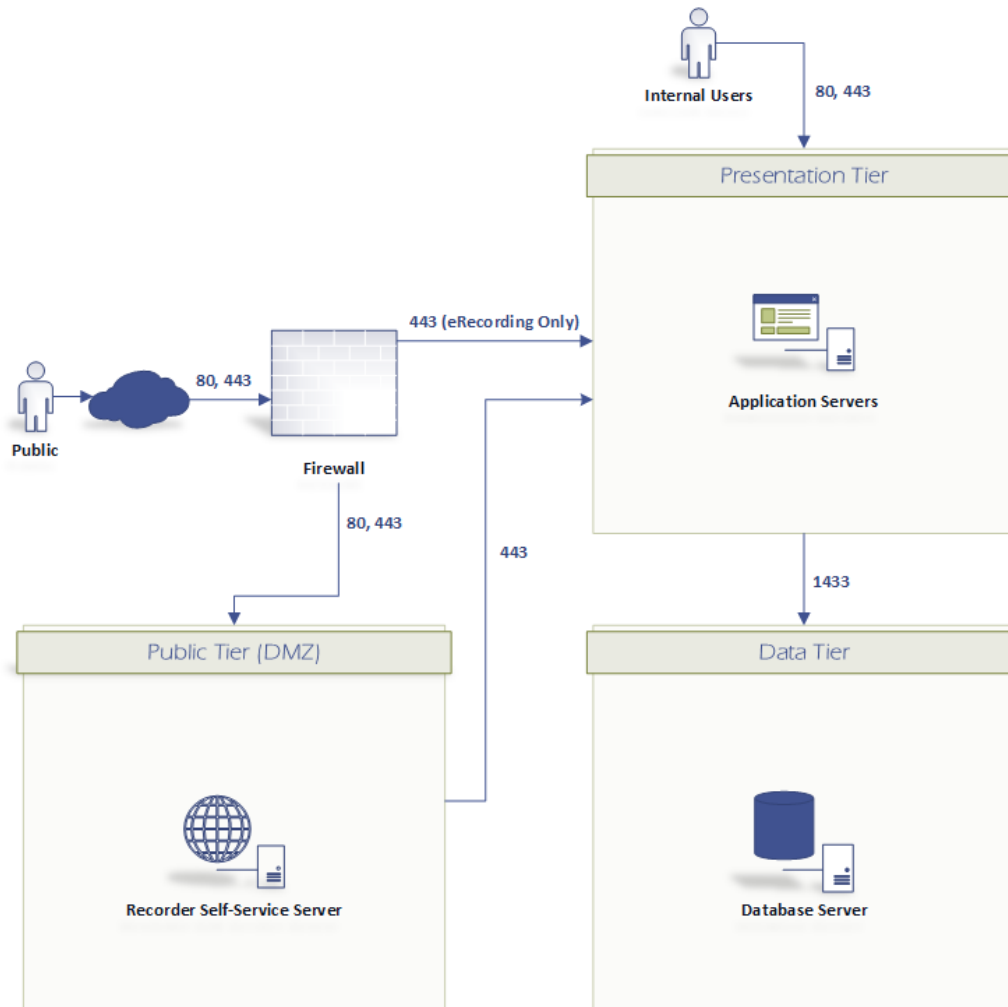 Internal Users
80, 443
Presentation Tier
443 (eRecording Only)
80, 443
Application Servers
Public
Firewall
80, 443
443
1433
Public Tier (DMZ)
Data Tier
Recorder Self-Service Server
Database Server